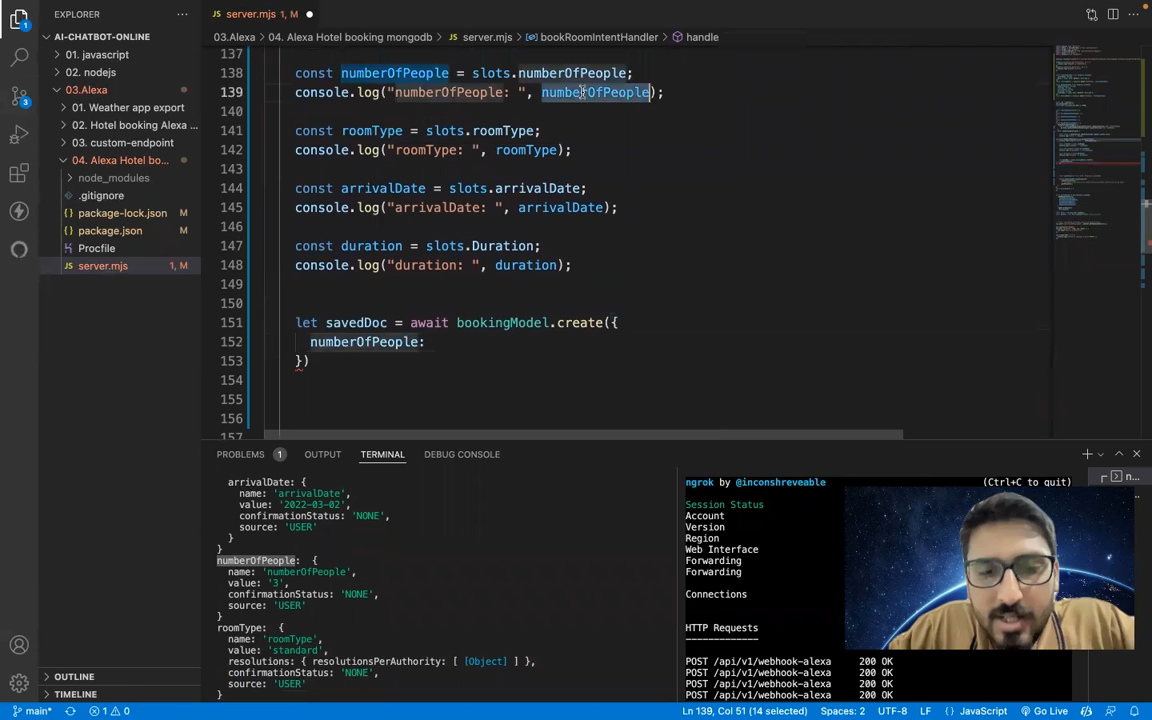 EXPLORER
server.mjs 1, M
AI-CHATBOT-ONLINE
01. javascript
02. nodejs
03.Alexa
01. Weather app export
02. Hotel booking Alexa ...
03. custom-endpoint
04. Alexa Hotel bo...
node_modules
.gitignore
package-lock.json M
package.json M
Procfile
server.mjs 1, M
OUTLINE
TIMELINE
03.Alexa > 04. Alexa Hotel booking mongodb > server.mjs > bookRoomIntentHandler > handle
137
138 const numberOfPeople = slots.numberOfPeople;
139 console.log("numberOfPeople: ", numberOfPeople);
140
141 const roomType = slots.roomType;
142 console.log("roomType: ", roomType);
143
144 const arrivalDate = slots.arrivalDate;
145 console.log("arrivalDate: ", arrivalDate);
146
147 const duration = slots.Duration;
148 console.log("duration: ", duration);
149
150
151 let savedDoc = await bookingModel.create({
152 numberOfPeople:
153 })
154
155
156
157
PROBLEMS 1 OUTPUT TERMINAL DEBUG CONSOLE
arrivalDate: {
name: 'arrivalDate',
value: '2022-03-02',
confirmationStatus: 'NONE',
source: 'USER'
}
}
numberOfPeople: {
name: 'numberOfPeople',
value: '3',
confirmationStatus: 'NONE',
source: 'USER'
}
roomType: {
name: 'roomType',
value: 'standard',
resolutions: { resolutionsPerAuthority: [ [Object] ] },
confirmationStatus: 'NONE',
source: 'USER'
}
ngrok by @inconshreveable (Ctrl+C to quit)
Session Status
Account
Version
Region
Web Interface
Forwarding
Forwarding
Connections
HTTP Requests
-------------
POST /api/v1/webhook-alexa 200 OK
POST /api/v1/webhook-alexa 200 OK
POST /api/v1/webhook-alexa 200 OK
POST /api/v1/webhook-alexa 200 OK
main* 1 0 Ln 139, Col 51 (14 selected) Spaces: 2 UTF-8 LF JavaScript Go Live